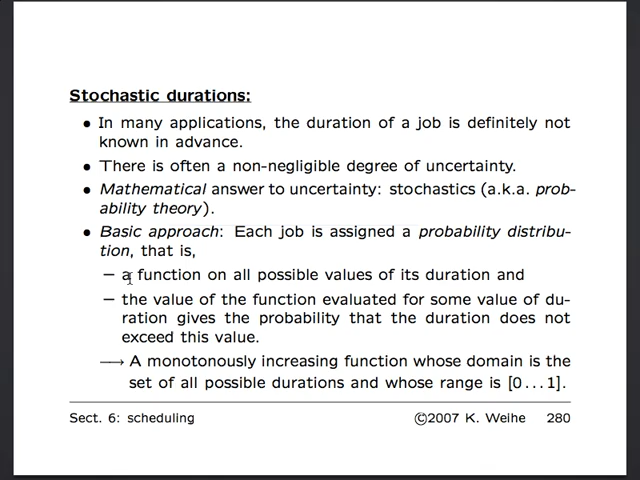 Stochastic durations:
• In many applications, the duration of a job is definitely not
known in advance.
• There is often a non-negligible degree of uncertainty.
• Mathematical answer to uncertainty: stochastics (a.k.a. prob-
ability theory).
• Basic approach: Each job is assigned a probability distribu-
tion, that is,
– a function on all possible values of its duration and
– the value of the function evaluated for some value of du-
ration gives the probability that the duration does not
exceed this value.
⟶ A monotonously increasing function whose domain is the
set of all possible durations and whose range is [0...1].
Sect. 6: scheduling ©2007 K. Weihe 280